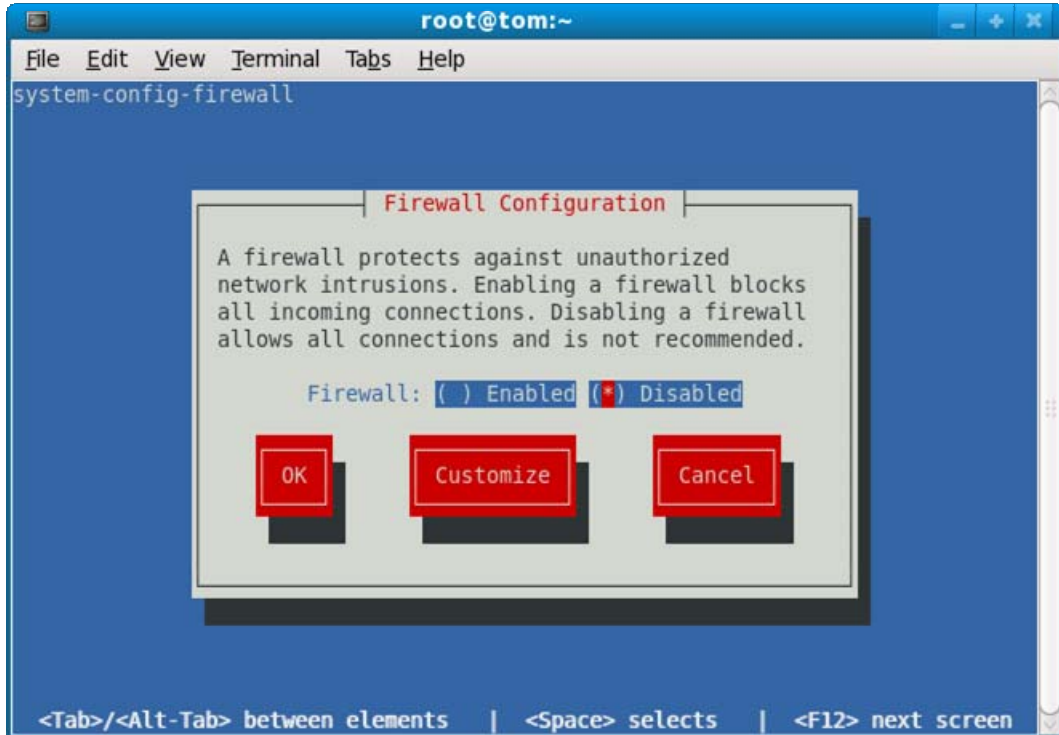 root@tom:~
File Edit View Terminal Tabs Help
system-config-firewall
Firewall Configuration
A firewall protects against unauthorized
network intrusions. Enabling a firewall blocks
all incoming connections. Disabling a firewall
allows all connections and is not recommended.
Firewall: ( ) Enabled (*) Disabled
OK Customize Cancel
<Tab>/<Alt-Tab> between elements | <Space> selects | <F12> next screen